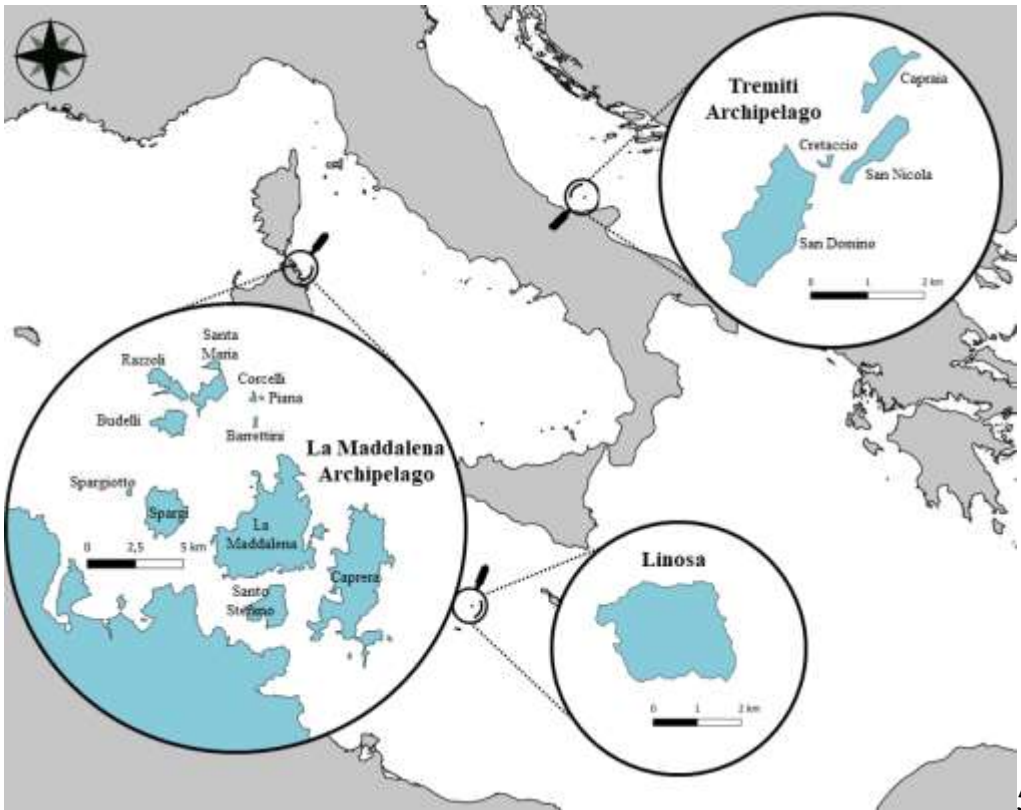 Tremiti
Archipelago
Capraia
Cretaccio
San Nicola
San Domino
0 1 2 km
Santa
Maria
Razzoli
Corcelli
Piana
Budelli
Barrettini
La Maddalena
Archipelago
Spargiotto
Spargi
La
Maddalena
0 2,5 5 km
Caprera
Santo
Stefano
Linosa
0 1 2 km